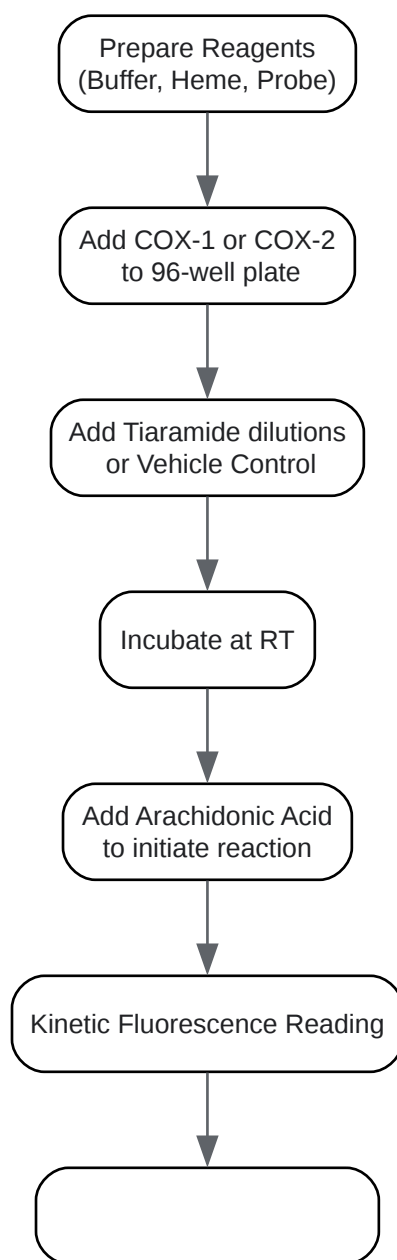 Prepare Reagents
(Buffer, Heme, Probe)
Add COX-1 or COX-2
to 96-well plate
Add Tiaramide dilutions
or Vehicle Control
Incubate at RT
Add Arachidonic Acid
to initiate reaction
Kinetic Fluorescence Reading